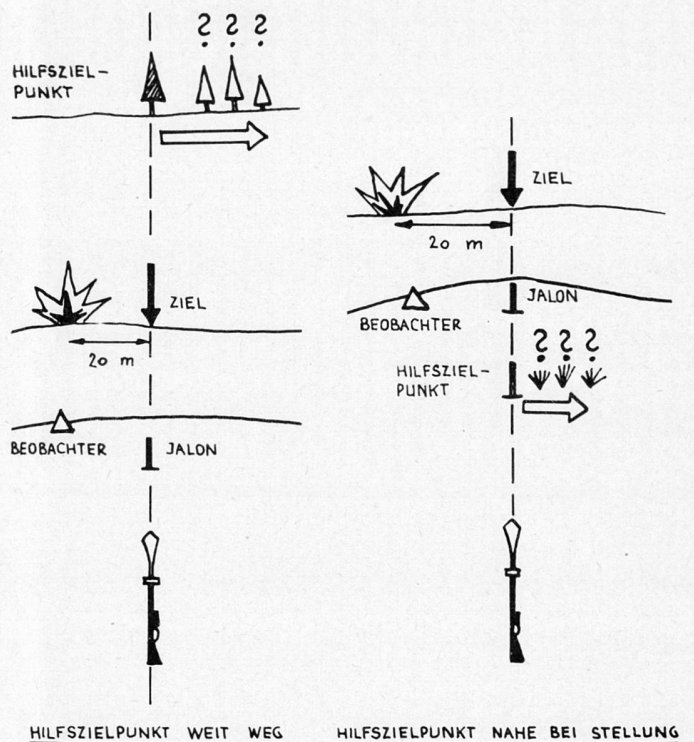 ? ? ?
HILFSZIEL-
PUNKT
ZIEL
20 m
BEOBACHTER
JALON
HILFSZIELPUNKT WEIT WEG
ZIEL
20 m
JALON
BEOBACHTER
? ? ?
HILFSZIEL-
PUNKT
HILFSZIELPUNKT NAHE BEI STELLUNG